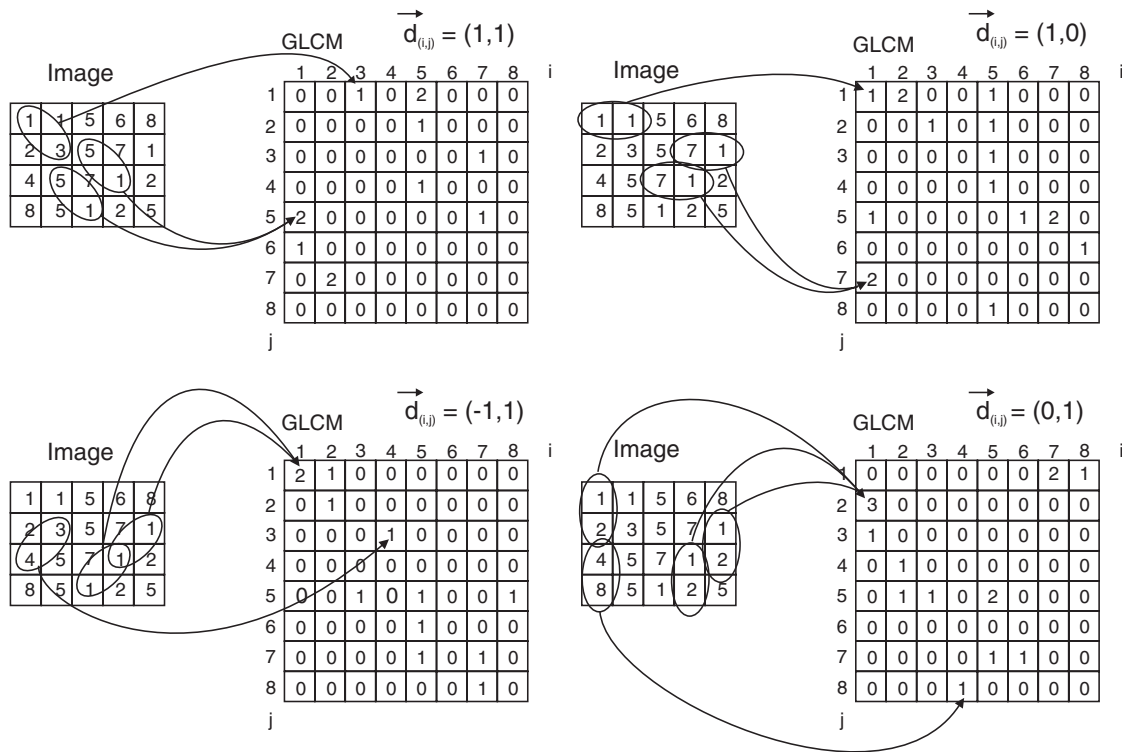 GLCM
d(i,j) = (1,1)
Image
1 1 5 6 8
2 3 5 7 1
4 5 7 1 2
8 5 1 2 5
1 2 3 4 5 6 7 8 i
1 0 0 1 0 2 0 0 0
2 0 0 0 0 1 0 0 0
3 0 0 0 0 0 0 1 0
4 0 0 0 0 1 0 0 0
5 2 0 0 0 0 0 1 0
6 1 0 0 0 0 0 0 0
7 0 2 0 0 0 0 0 0
8 0 0 0 0 0 0 0 0
j
GLCM
d(i,j) = (1,0)
Image
1 1 5 6 8
2 3 5 7 1
4 5 7 1 2
8 5 1 2 5
1 2 3 4 5 6 7 8 i
1 1 2 0 0 1 0 0 0
2 0 0 1 0 1 0 0 0
3 0 0 0 0 1 0 0 0
4 0 0 0 0 1 0 0 0
5 1 0 0 0 0 1 2 0
6 0 0 0 0 0 0 0 1
7 2 0 0 0 0 0 0 0
8 0 0 0 0 1 0 0 0
j
GLCM
d(i,j) = (-1,1)
Image
1 1 5 6 8
2 3 5 7 1
4 5 7 1 2
8 5 1 2 5
1 2 3 4 5 6 7 8 i
1 2 1 0 0 0 0 0 0
2 0 1 0 0 0 0 0 0
3 0 0 0 1 0 0 0 0
4 0 0 0 0 0 0 0 0
5 0 0 1 0 1 0 0 1
6 0 0 0 0 1 0 0 0
7 0 0 0 0 1 0 1 0
8 0 0 0 0 0 0 1 0
j
GLCM
d(i,j) = (0,1)
Image
1 1 5 6 8
2 3 5 7 1
4 5 7 1 2
8 5 1 2 5
1 2 3 4 5 6 7 8 i
1 0 0 0 0 0 0 2 1
2 3 0 0 0 0 0 0 0
3 1 0 0 0 0 0 0 0
4 0 1 0 0 0 0 0 0
5 0 1 1 0 2 0 0 0
6 0 0 0 0 0 0 0 0
7 0 0 0 0 1 1 0 0
8 0 0 0 1 0 0 0 0
j